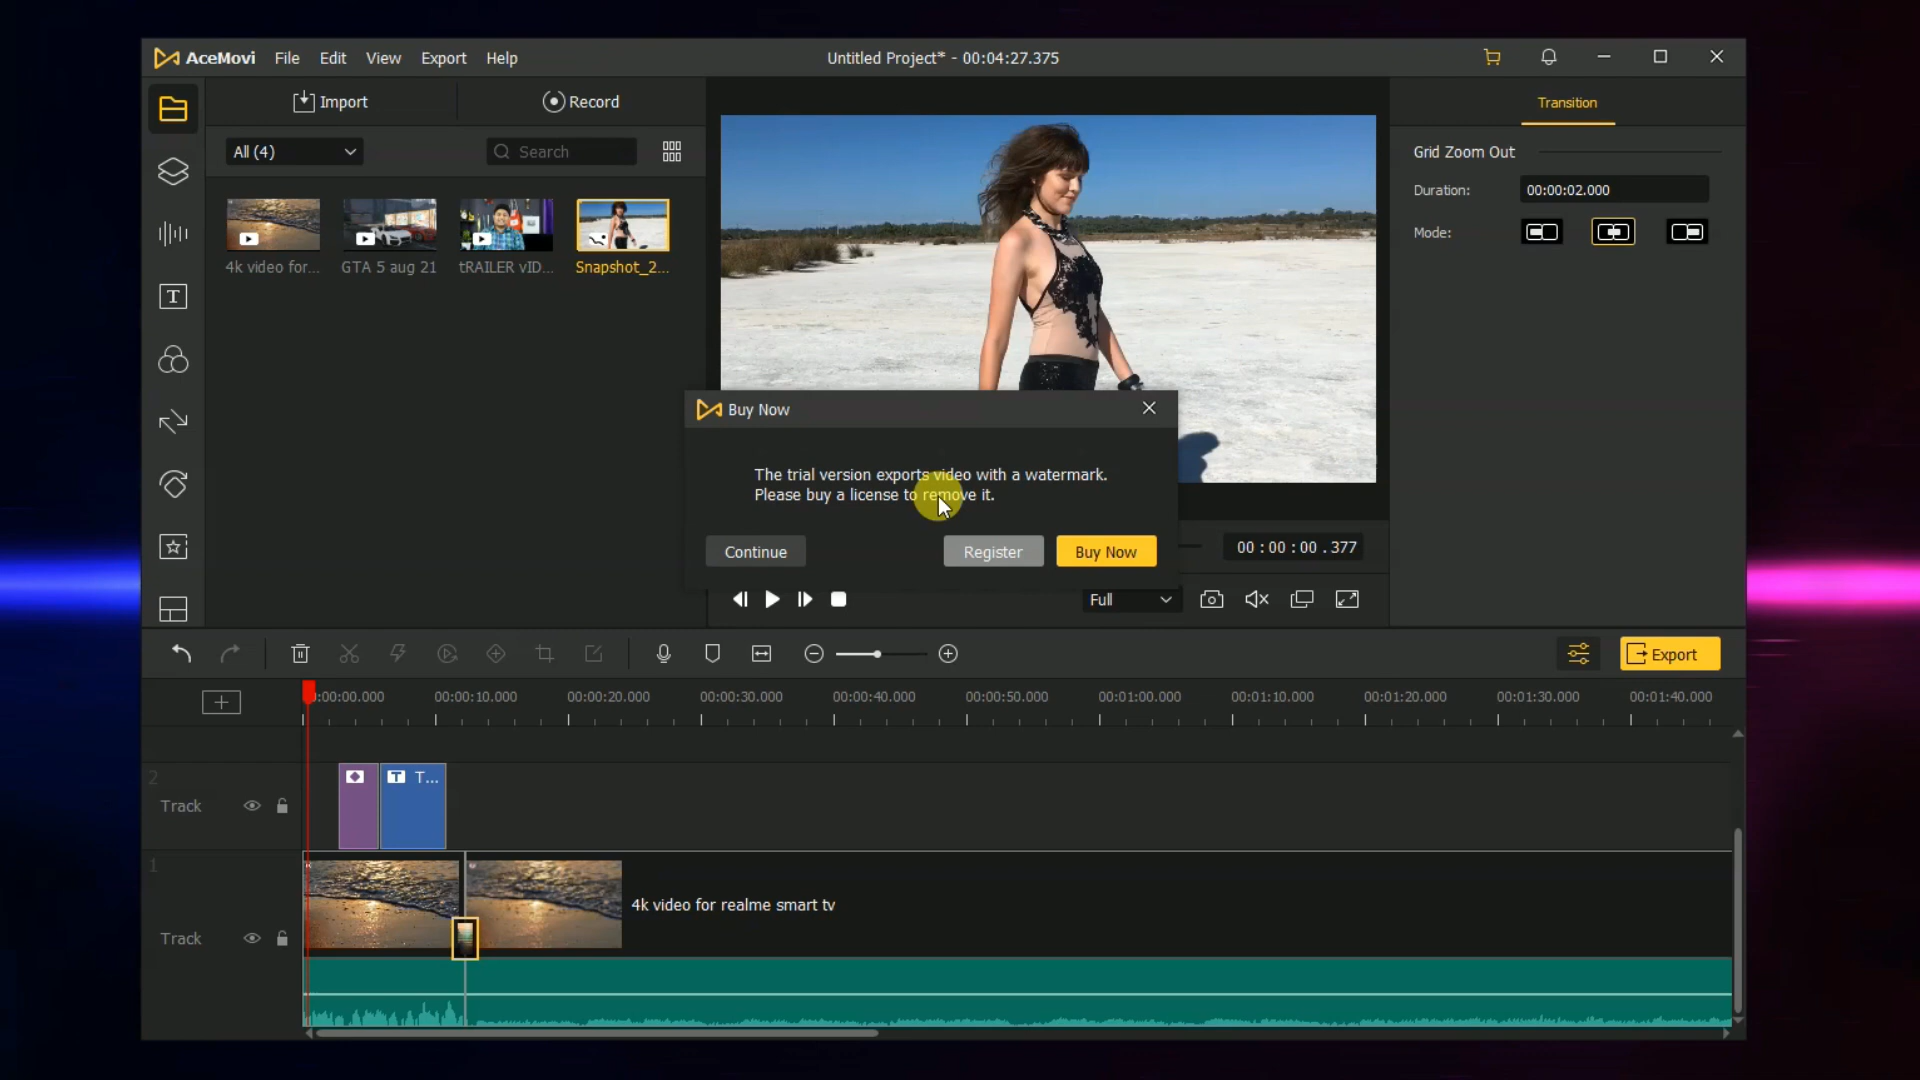 AceMovi File Edit View Export Help
Untitled Project* - 00:04:27.375
Import
Record
Transition
All (4)
Search
Grid Zoom Out
Duration: 00:00:02.000
Mode:
4k video for... GTA 5 aug 21 tRAILER vID... Snapshot_2...
Buy Now
The trial version exports video with a watermark.
Please buy a license to remove it.
Continue Register Buy Now
00 : 00 : 00 . 377
Full
Export
0:00:00.000 00:00:10.000 00:00:20.000 00:00:30.000 00:00:40.000 00:00:50.000 00:01:00.000 00:01:10.000 00:01:20.000 00:01:30.000 00:01:40.000
2
T T...
Track
1
4k video for realme smart tv
Track